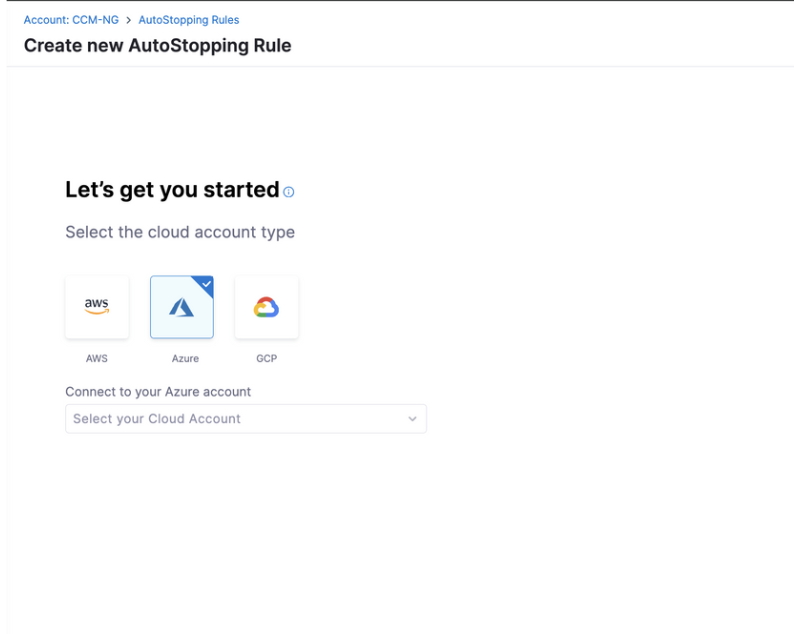 Account: CCM-NG > AutoStopping Rules
Create new AutoStopping Rule
Let's get you started
Select the cloud account type
aws
AWS Azure GCP
Connect to your Azure account
Select your Cloud Account